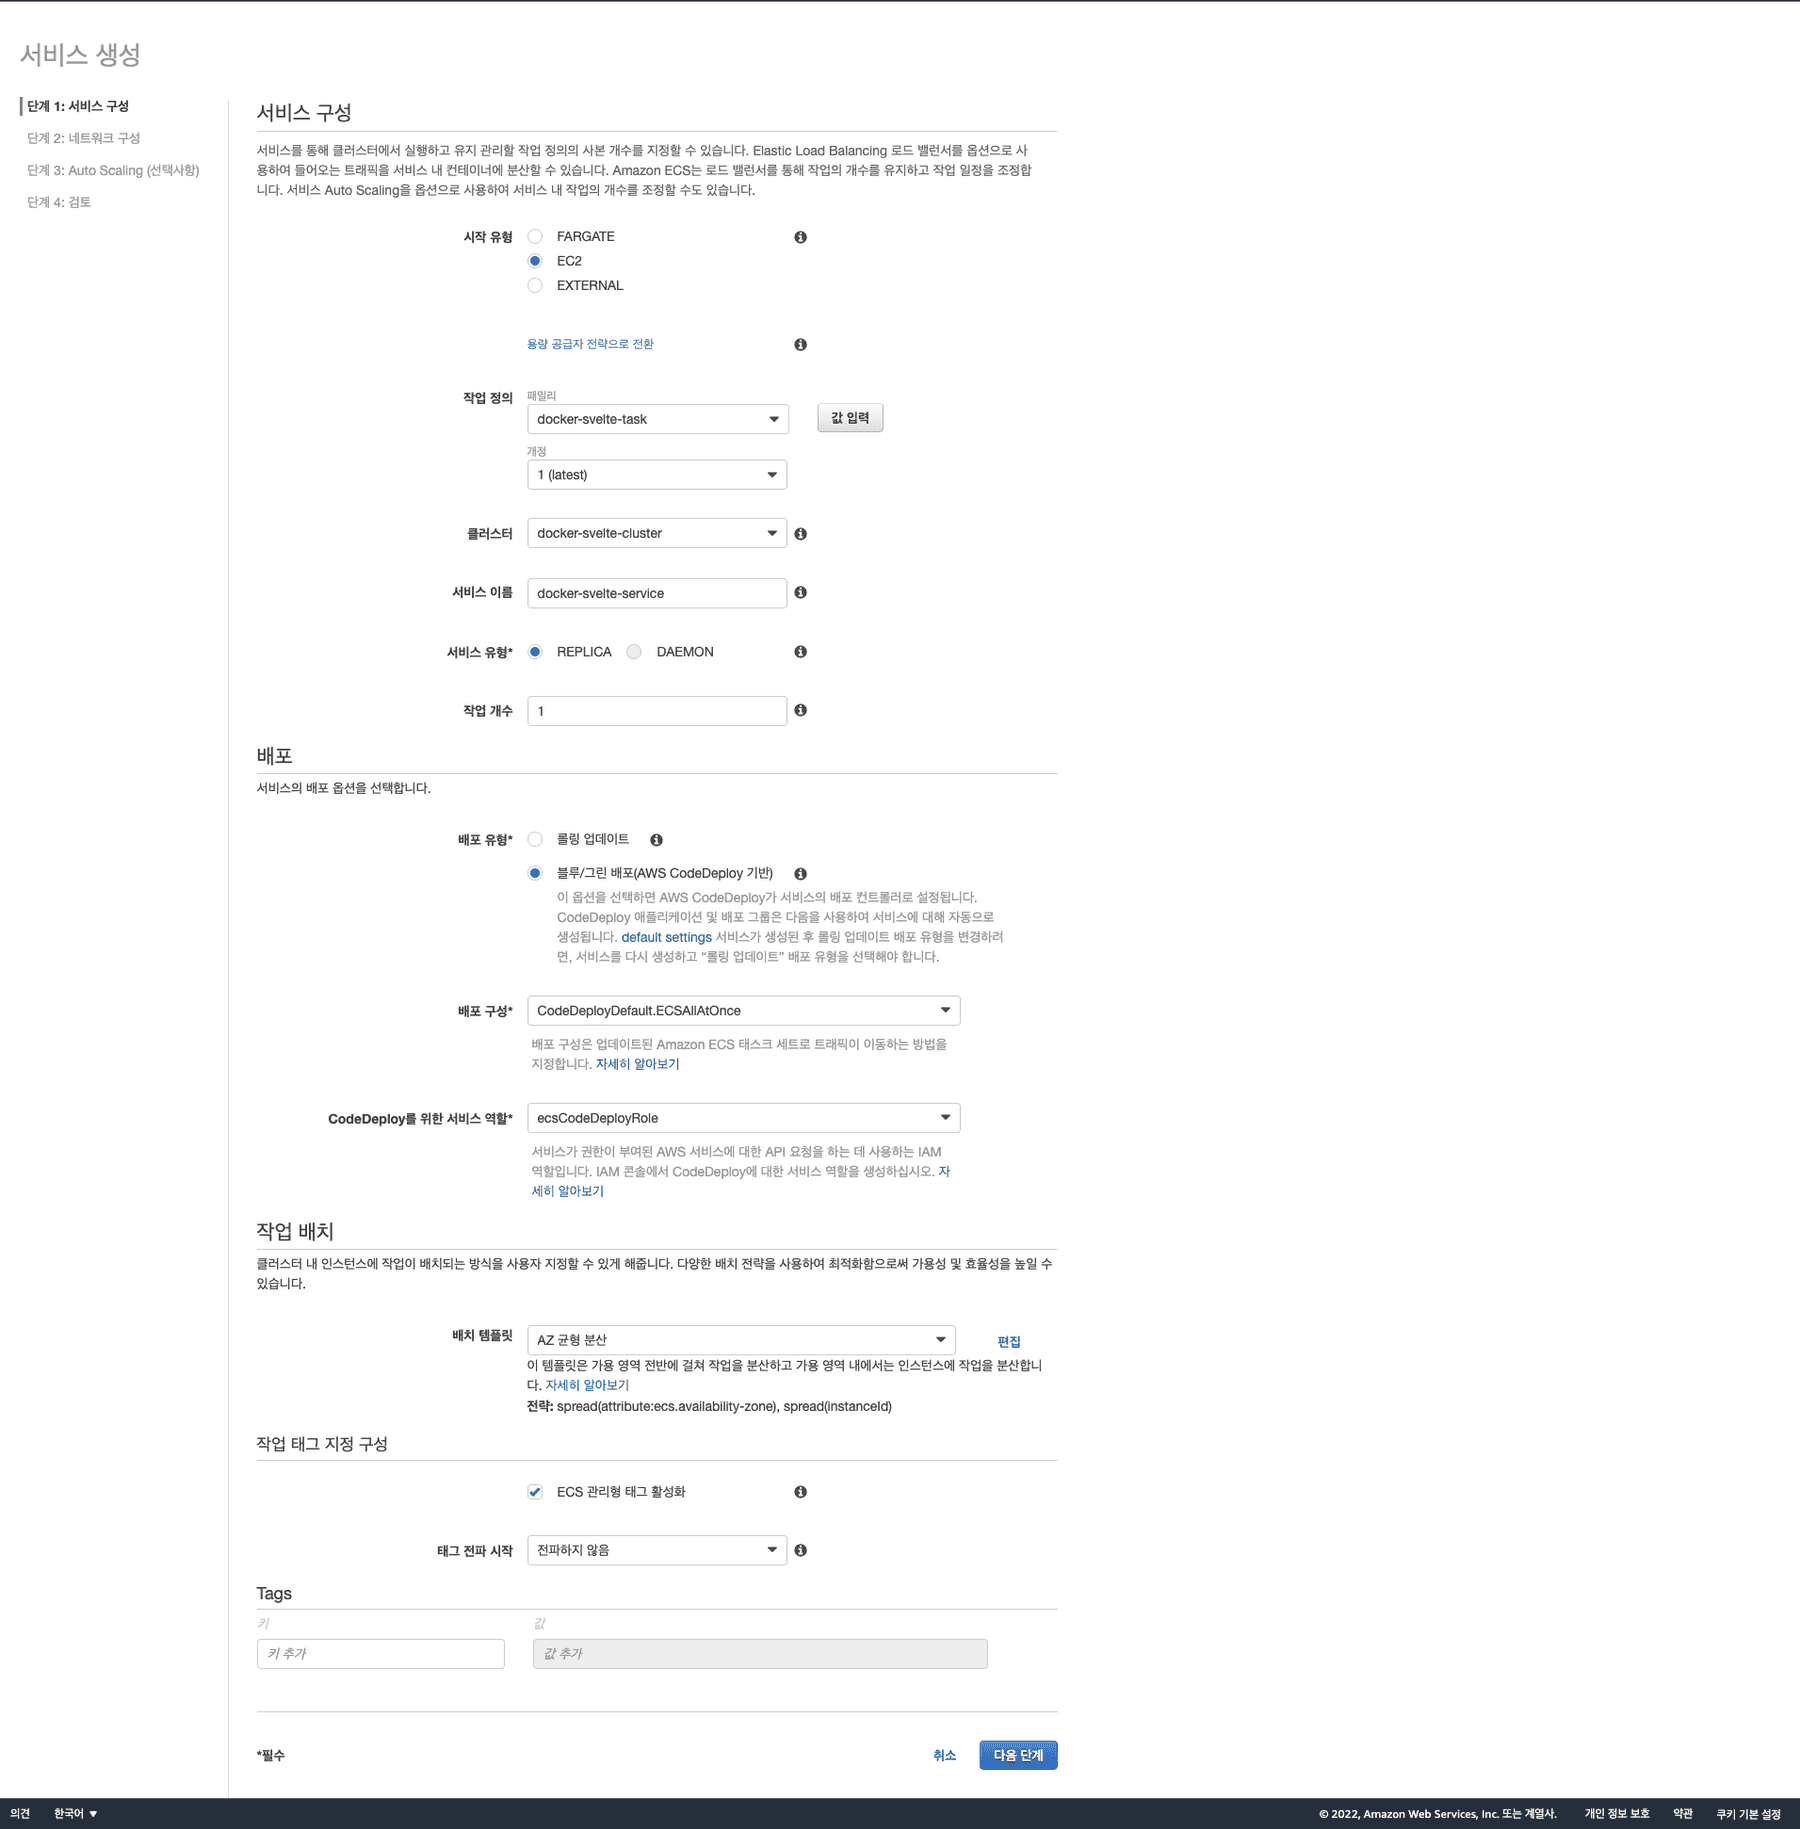 서비스 생성
단계 1: 서비스 구성
단계 2: 네트워크 구성
단계 3: Auto Scaling (선택사항)
단계 4: 검토
서비스 구성
서비스를 통해 클러스터에서 실행하고 유지 관리할 작업 정의의 사본 개수를 지정할 수 있습니다. Elastic Load Balancing 로드 밸런서를 옵션으로 사
용하여 들어오는 트래픽을 서비스 내 컨테이너에 분산할 수 있습니다. Amazon ECS는 로드 밸런서를 통해 작업의 개수를 유지하고 작업 일정을 조정합
니다. 서비스 Auto Scaling을 옵션으로 사용하여 서비스 내 작업의 개수를 조정할 수도 있습니다.
시작 유형 FARGATE
EC2
EXTERNAL
용량 공급자 전략으로 전환
작업 정의 패밀리
docker-svelte-task 값 입력
개정
1 (latest)
클러스터 docker-svelte-cluster
서비스 이름 docker-svelte-service
서비스 유형* REPLICA DAEMON
작업 개수 1
배포
서비스의 배포 옵션을 선택합니다.
배포 유형* 롤링 업데이트
블루/그린 배포(AWS CodeDeploy 기반)
이 옵션을 선택하면 AWS CodeDeploy가 서비스의 배포 컨트롤러로 설정됩니다.
CodeDeploy 애플리케이션 및 배포 그룹은 다음을 사용하여 서비스에 대해 자동으로
생성됩니다. default settings 서비스가 생성된 후 롤링 업데이트 배포 유형을 변경하려
면, 서비스를 다시 생성하고 “롤링 업데이트” 배포 유형을 선택해야 합니다.
배포 구성* CodeDeployDefault.ECSAllAtOnce
배포 구성은 업데이트된 Amazon ECS 태스크 세트로 트래픽이 이동하는 방법을
지정합니다. 자세히 알아보기
CodeDeploy를 위한 서비스 역할* ecsCodeDeployRole
서비스가 권한이 부여된 AWS 서비스에 대한 API 요청을 하는 데 사용하는 IAM
역할입니다. IAM 콘솔에서 CodeDeploy에 대한 서비스 역할을 생성하십시오. 자
세히 알아보기
작업 배치
클러스터 내 인스턴스에 작업이 배치되는 방식을 사용자 지정할 수 있게 해줍니다. 다양한 배치 전략을 사용하여 최적화함으로써 가용성 및 효율성을 높일 수
있습니다.
배치 템플릿 AZ 균형 분산 편집
이 템플릿은 가용 영역 전반에 걸쳐 작업을 분산하고 가용 영역 내에서는 인스턴스에 작업을 분산합니
다. 자세히 알아보기
전략: spread(attribute:ecs.availability-zone), spread(instanceId)
작업 태그 지정 구성
ECS 관리형 태그 활성화
태그 전파 시작 전파하지 않음
Tags
키 값
키 추가 값 추가
*필수 취소 다음 단계
의견 한국어 © 2022, Amazon Web Services, Inc. 또는 계열사. 개인 정보 보호 약관 쿠키 기본 설정